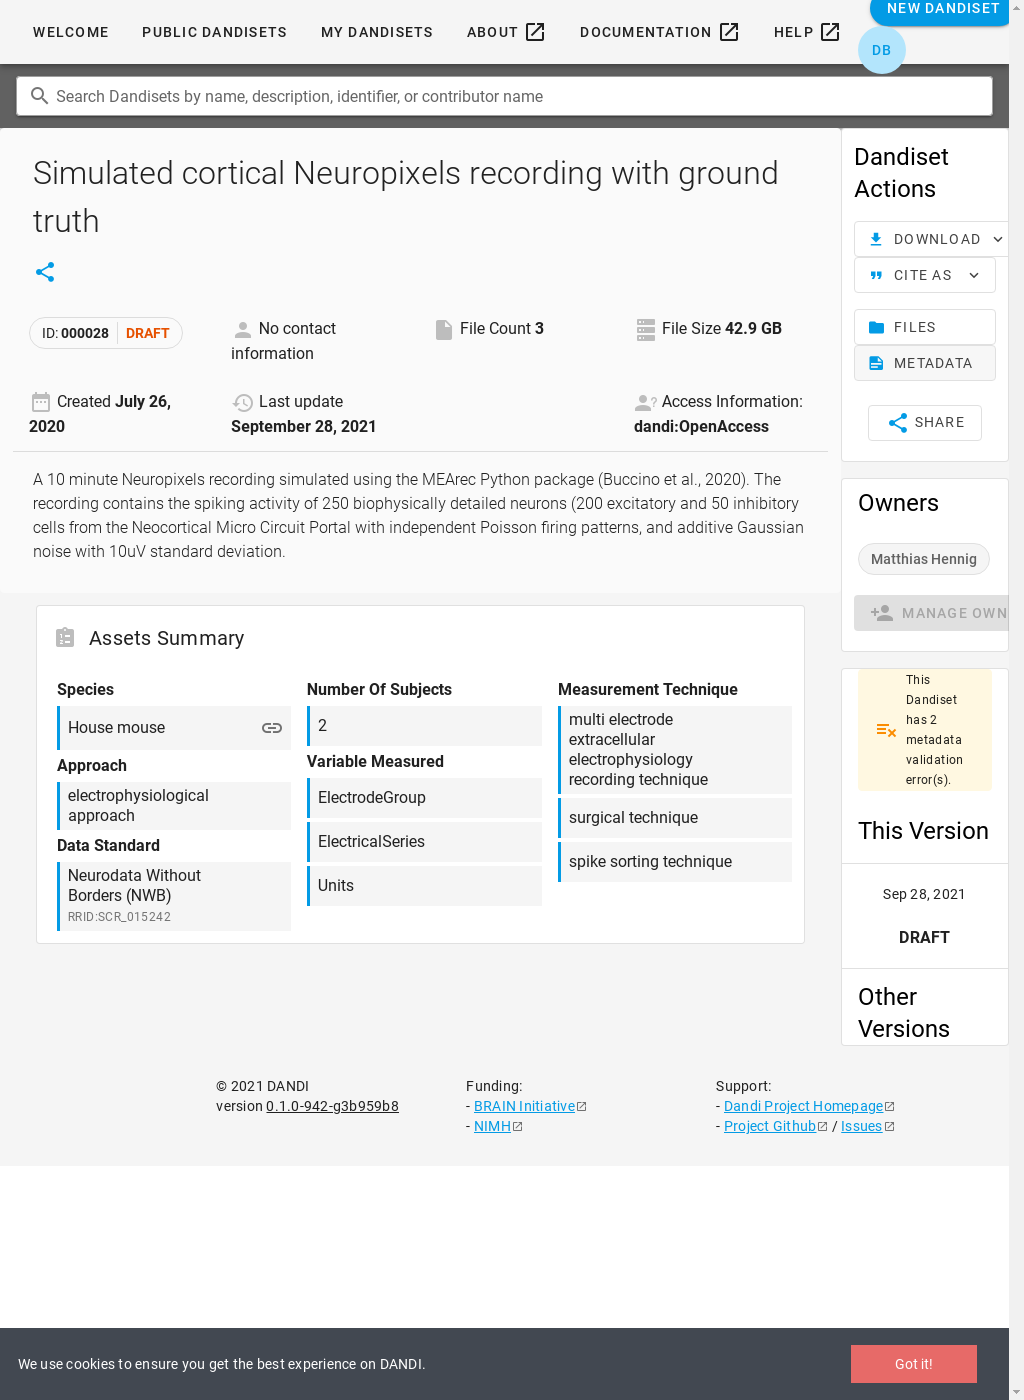 WELCOME PUBLIC DANDISETS MY DANDISETS ABOUT DOCUMENTATION HELP NEW DANDISET
DB
Search Dandisets by name, description, identifier, or contributor name
Simulated cortical Neuropixels recording with ground
truth
ID: 000028 DRAFT
No contact
information
File Count 3
File Size 42.9 GB
Created July 26,
2020
Last update
September 28, 2021
Access Information:
dandi:OpenAccess
A 10 minute Neuropixels recording simulated using the MEArec Python package (Buccino et al., 2020). The
recording contains the spiking activity of 250 biophysically detailed neurons (200 excitatory and 50 inhibitory
cells from the Neocortical Micro Circuit Portal with independent Poisson firing patterns, and additive Gaussian
noise with 10uV standard deviation.
Assets Summary
Species
House mouse
Approach
electrophysiological
approach
Data Standard
Neurodata Without
Borders (NWB)
RRID:SCR_015242
Number Of Subjects
2
Variable Measured
ElectrodeGroup
ElectricalSeries
Units
Measurement Technique
multi electrode
extracellular
electrophysiology
recording technique
surgical technique
spike sorting technique
Dandiset
Actions
DOWNLOAD
CITE AS
FILES
METADATA
SHARE
Owners
Matthias Hennig
MANAGE OWN
This
Dandiset
has 2
metadata
validation
error(s).
This Version
Sep 28, 2021
DRAFT
Other
Versions
© 2021 DANDI
version 0.1.0-942-g3b959b8
Funding:
- BRAIN Initiative
- NIMH
Support:
- Dandi Project Homepage
- Project Github / Issues
We use cookies to ensure you get the best experience on DANDI.
Got it!